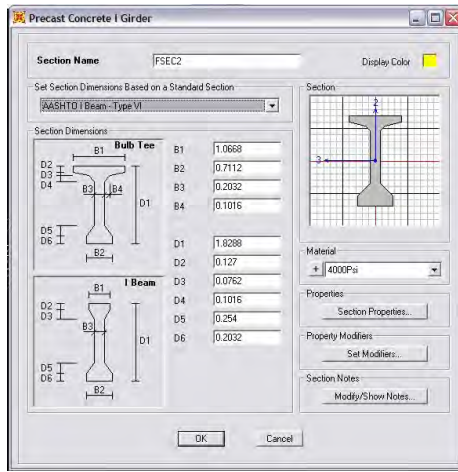 Precast Concrete I Girder
Section Name FSEC2 Display Color
Set Section Dimensions Based on a Standard Section
AASHTO I Beam - Type VI
Section Dimensions
Bulb Tee
B1
D2
D3
D4
B3 B4
D1
D5
D6
B2
I Beam
B1
D2
D3
B3
D1
D5
D6
B2
B1 1.0668
B2 0.7112
B3 0.2032
B4 0.1016
D1 1.8288
D2 0.127
D3 0.0762
D4 0.1016
D5 0.254
D6 0.2032
Section
2
3
Material
+ 4000Psi
Properties
Section Properties...
Property Modifiers
Set Modifiers...
Section Notes
Modify/Show Notes...
OK Cancel